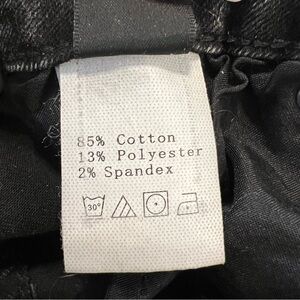 85% Cotton
13% Polyester
2% Spandex
30°